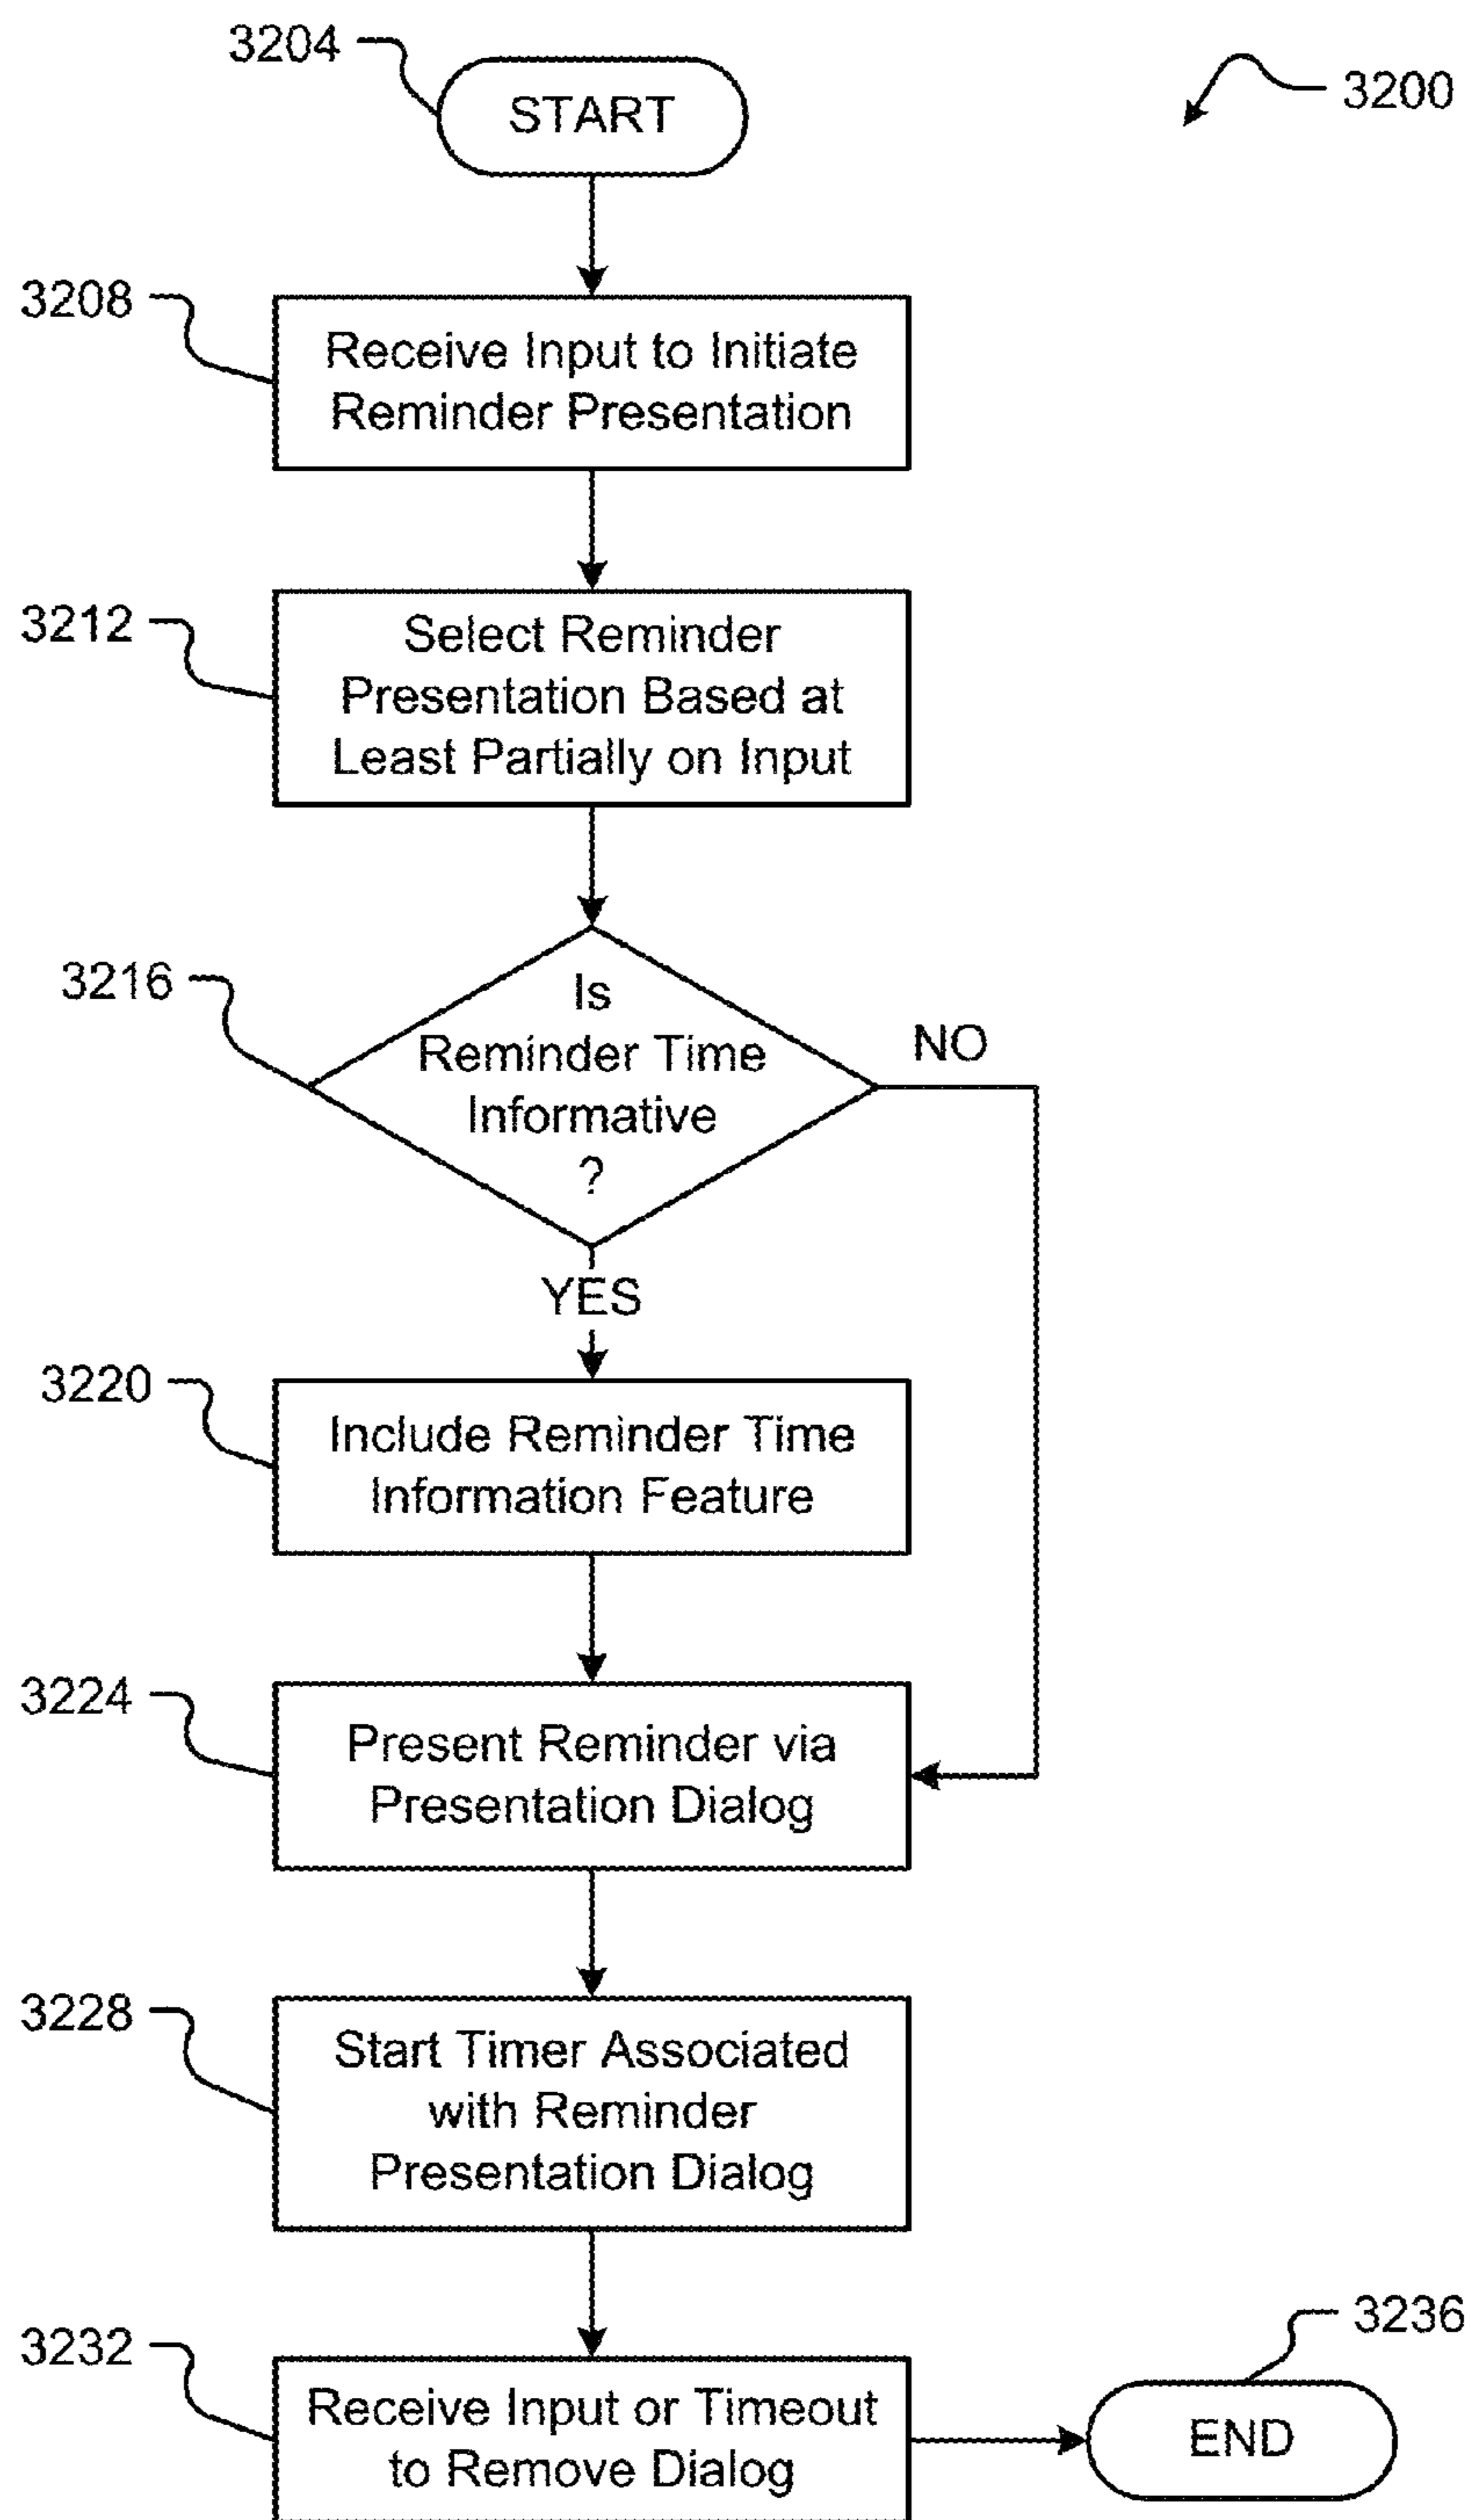 3204
START
3200
3208
Receive Input to Initiate
Reminder Presentation
3212
Select Reminder
Presentation Based at
Least Partially on Input
3216
Is
Reminder Time
Informative
?
NO
YES
3220
Include Reminder Time
Information Feature
3224
Present Reminder via
Presentation Dialog
3228
Start Timer Associated
with Reminder
Presentation Dialog
3232
Receive Input or Timeout
to Remove Dialog
3236
END